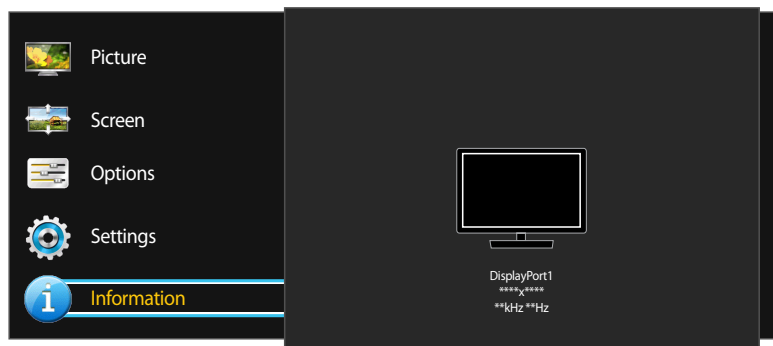 Picture
Screen
Options
Settings
Information
DisplayPort1
****x****
**kHz **Hz